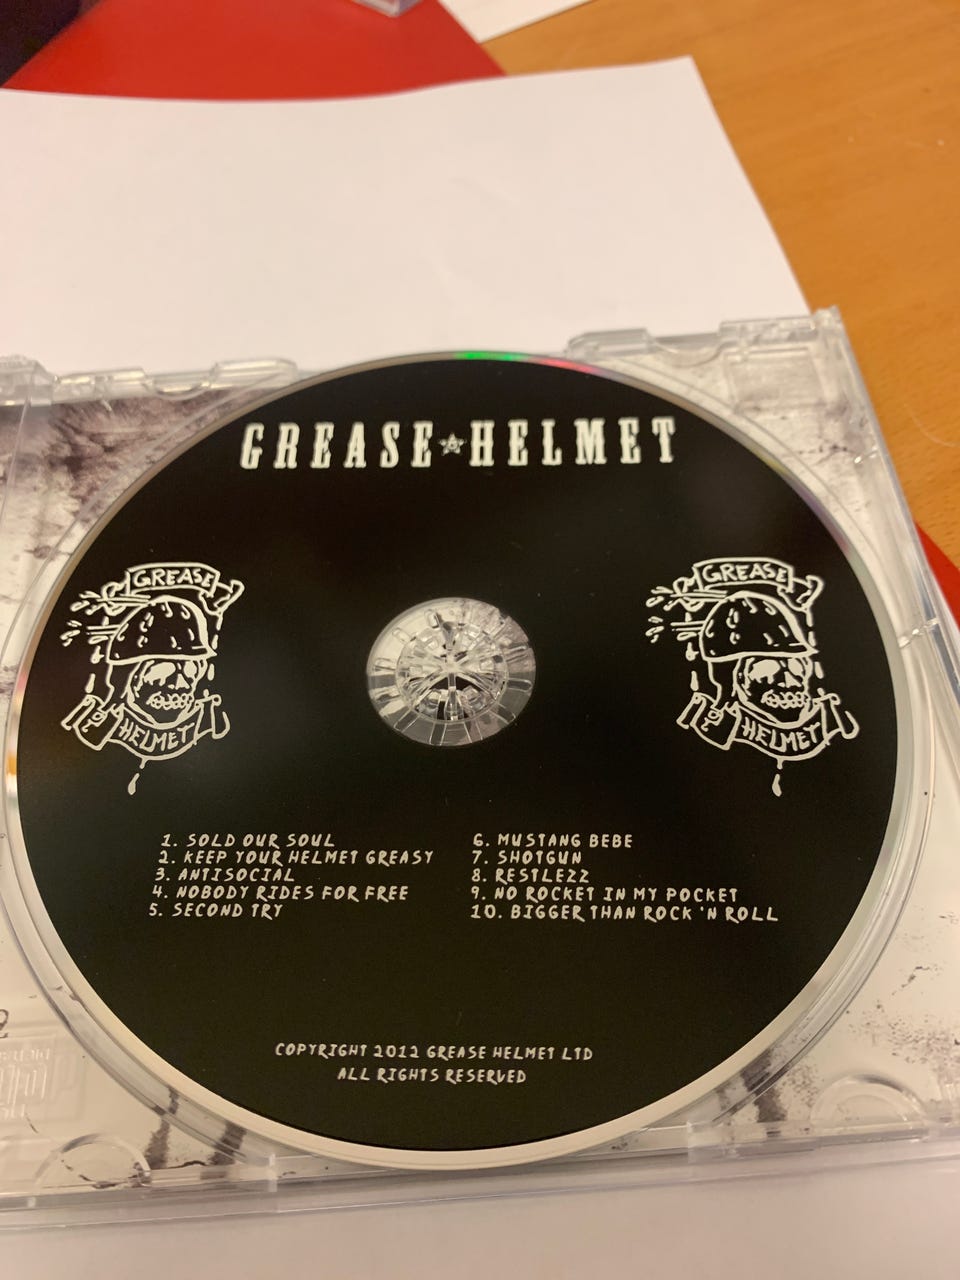 GREASE HELMET
GREASE
HELMET
GREASE
HELMET
1. SOLD OUR SOUL
2. KEEP YOUR HELMET GREASY
3. ANTISOCIAL
4. NOBODY RIDES FOR FREE
5. SECOND TRY
6. MUSTANG BEBE
7. SHOTGUN
8. RESTLEZZ
9. NO ROCKET IN MY POCKET
10. BIGGER THAN ROCK 'N ROLL
COPYRIGHT 2012 GREASE HELMET LTD
ALL RIGHTS RESERVED